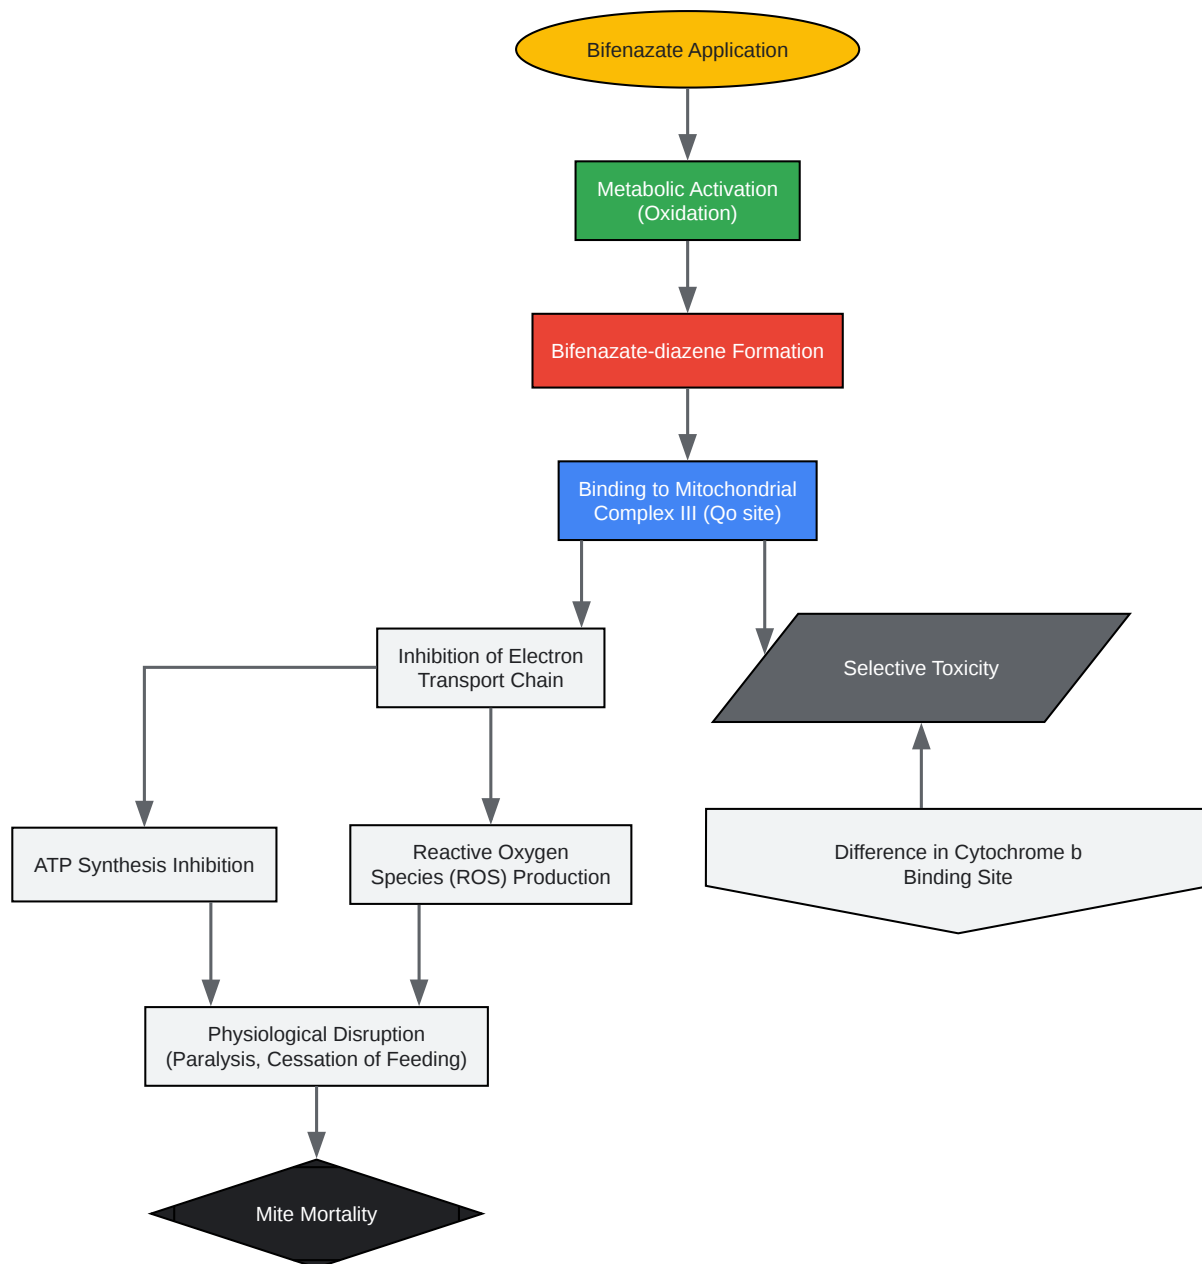 Bifenazate Application
Metabolic Activation
(Oxidation)
Bifenazate-diazene Formation
Binding to Mitochondrial
Complex III (Qo site)
Inhibition of Electron
Transport Chain
Selective Toxicity
ATP Synthesis Inhibition
Reactive Oxygen
Species (ROS) Production
Difference in Cytochrome b
Binding Site
Physiological Disruption
(Paralysis, Cessation of Feeding)
Mite Mortality